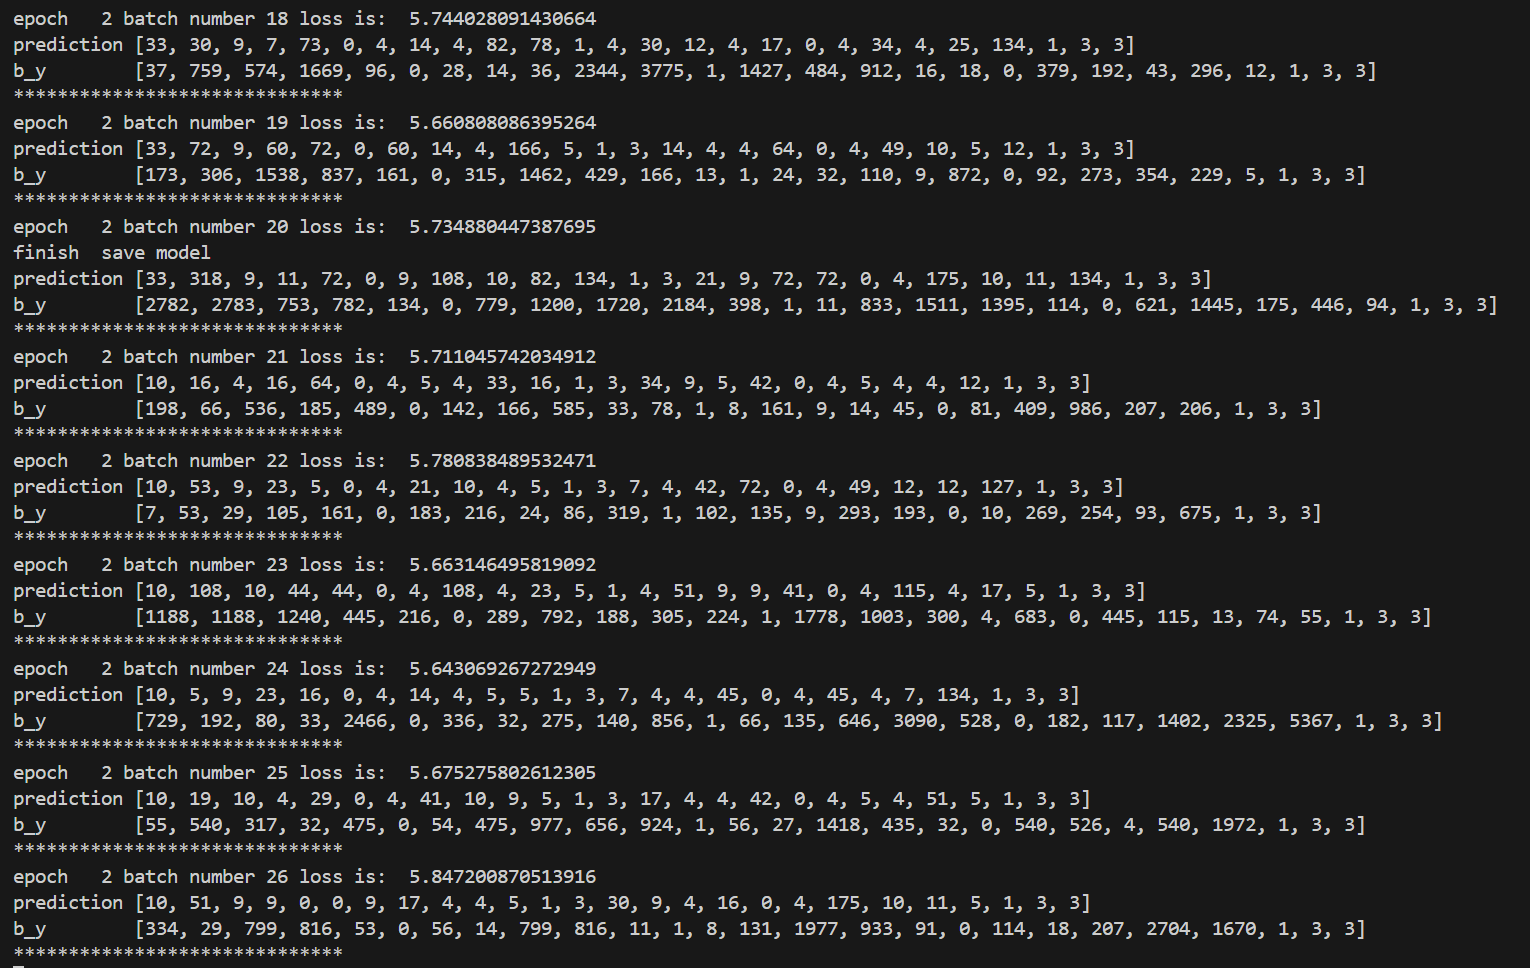 epoch   2 batch number 18 loss is:  5.744028091430664
prediction [33, 30, 9, 7, 73, 0, 4, 14, 4, 82, 78, 1, 4, 30, 12, 4, 17, 0, 4, 34, 4, 25, 134, 1, 3, 3]
b_y        [37, 759, 574, 1669, 96, 0, 28, 14, 36, 2344, 3775, 1, 1427, 484, 912, 16, 18, 0, 379, 192, 43, 296, 12, 1, 3, 3]
******************************
epoch   2 batch number 19 loss is:  5.660808086395264
prediction [33, 72, 9, 60, 72, 0, 60, 14, 4, 166, 5, 1, 3, 14, 4, 4, 64, 0, 4, 49, 10, 5, 12, 1, 3, 3]
b_y        [173, 306, 1538, 837, 161, 0, 315, 1462, 429, 166, 13, 1, 24, 32, 110, 9, 872, 0, 92, 273, 354, 229, 5, 1, 3, 3]
******************************
epoch   2 batch number 20 loss is:  5.734880447387695
finish  save model
prediction [33, 318, 9, 11, 72, 0, 9, 108, 10, 82, 134, 1, 3, 21, 9, 72, 72, 0, 4, 175, 10, 11, 134, 1, 3, 3]
b_y        [2782, 2783, 753, 782, 134, 0, 779, 1200, 1720, 2184, 398, 1, 11, 833, 1511, 1395, 114, 0, 621, 1445, 175, 446, 94, 1, 3, 3]
******************************
epoch   2 batch number 21 loss is:  5.711045742034912
prediction [10, 16, 4, 16, 64, 0, 4, 5, 4, 33, 16, 1, 3, 34, 9, 5, 42, 0, 4, 5, 4, 4, 12, 1, 3, 3]
b_y        [198, 66, 536, 185, 489, 0, 142, 166, 585, 33, 78, 1, 8, 161, 9, 14, 45, 0, 81, 409, 986, 207, 206, 1, 3, 3]
******************************
epoch   2 batch number 22 loss is:  5.780838489532471
prediction [10, 53, 9, 23, 5, 0, 4, 21, 10, 4, 5, 1, 3, 7, 4, 42, 72, 0, 4, 49, 12, 12, 127, 1, 3, 3]
b_y        [7, 53, 29, 105, 161, 0, 183, 216, 24, 86, 319, 1, 102, 135, 9, 293, 193, 0, 10, 269, 254, 93, 675, 1, 3, 3]
******************************
epoch   2 batch number 23 loss is:  5.663146495819092
prediction [10, 108, 10, 44, 44, 0, 4, 108, 4, 23, 5, 1, 4, 51, 9, 9, 41, 0, 4, 115, 4, 17, 5, 1, 3, 3]
b_y        [1188, 1188, 1240, 445, 216, 0, 289, 792, 188, 305, 224, 1, 1778, 1003, 300, 4, 683, 0, 445, 115, 13, 74, 55, 1, 3, 3]
******************************
epoch   2 batch number 24 loss is:  5.643069267272949
prediction [10, 5, 9, 23, 16, 0, 4, 14, 4, 5, 5, 1, 3, 7, 4, 4, 45, 0, 4, 45, 4, 7, 134, 1, 3, 3]
b_y        [729, 192, 80, 33, 2466, 0, 336, 32, 275, 140, 856, 1, 66, 135, 646, 3090, 528, 0, 182, 117, 1402, 2325, 5367, 1, 3, 3]
******************************
epoch   2 batch number 25 loss is:  5.675275802612305
prediction [10, 19, 10, 4, 29, 0, 4, 41, 10, 9, 5, 1, 3, 17, 4, 4, 42, 0, 4, 5, 4, 51, 5, 1, 3, 3]
b_y        [55, 540, 317, 32, 475, 0, 54, 475, 977, 656, 924, 1, 56, 27, 1418, 435, 32, 0, 540, 526, 4, 540, 1972, 1, 3, 3]
******************************
epoch   2 batch number 26 loss is:  5.847200870513916
prediction [10, 51, 9, 9, 0, 0, 9, 17, 4, 4, 5, 1, 3, 30, 9, 4, 16, 0, 4, 175, 10, 11, 5, 1, 3, 3]
b_y        [334, 29, 799, 816, 53, 0, 56, 14, 799, 816, 11, 1, 8, 131, 1977, 933, 91, 0, 114, 18, 207, 2704, 1670, 1, 3, 3]
******************************